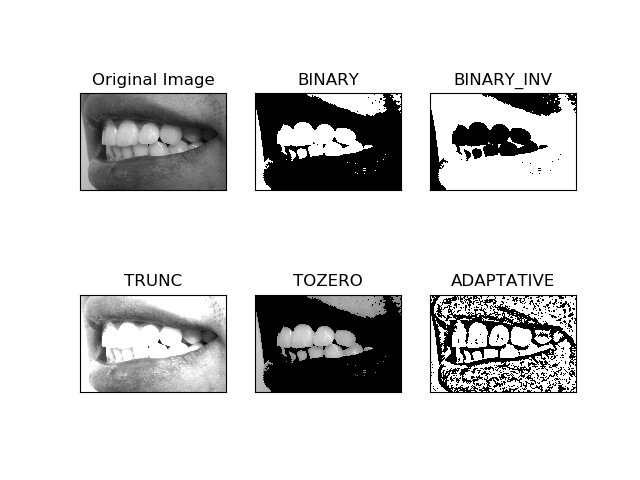 Original Image
BINARY
BINARY_INV
TRUNC
TOZERO
ADAPTATIVE